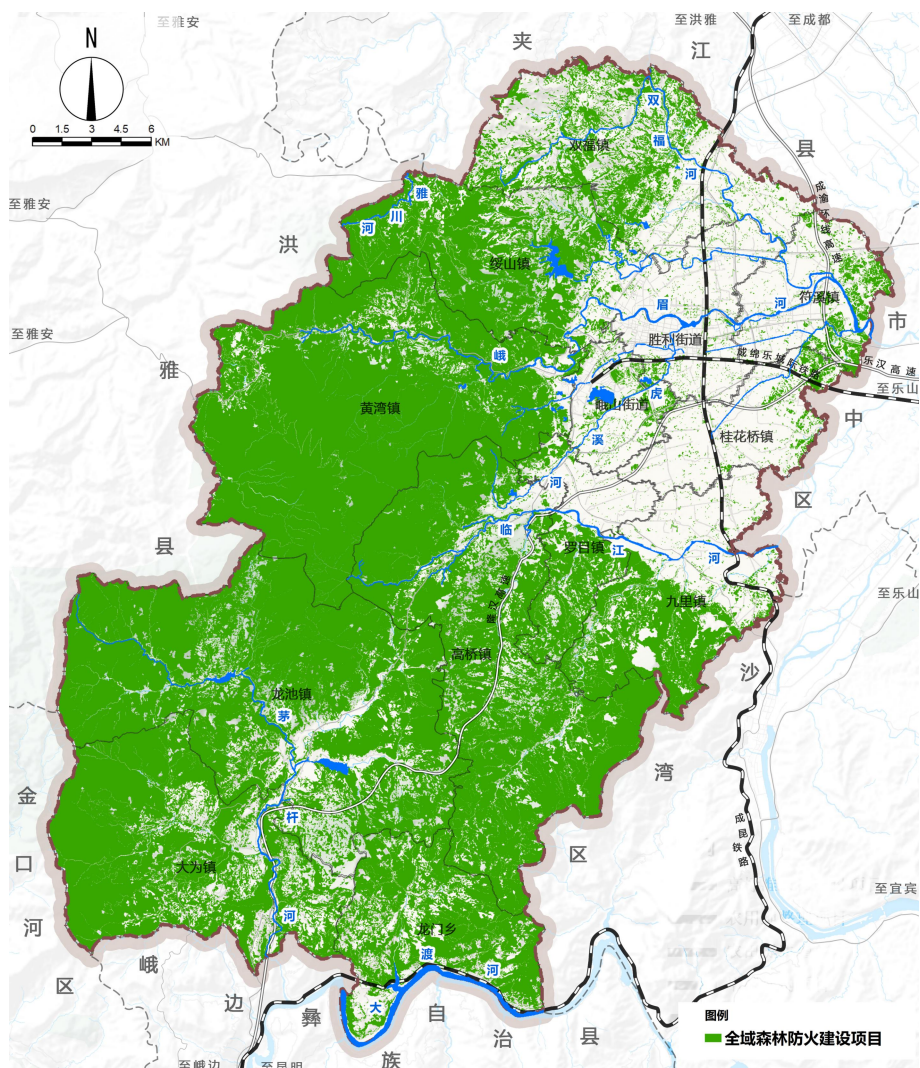 至雅安
至洪雅
至成都
夹
江
县
N
0 1.5 3 4.5 6
KM
双
福
河
双福镇
成渝环线高速
至雅安
雅
川
河
洪
绥山镇
符溪镇
眉
河
市
至雅安
胜利街道
峨
成绵乐城际铁路
乐汉高速
雅
至乐山
虎
黄湾镇
峨山街道
中
桂花桥镇
溪
河
区
临
江
河
县
罗目镇
至乐山
九里镇
高桥镇
沙
龙池镇
茅
湾
金
杆
成昆铁路
口
区
大为镇
至宜宾
河
河
龙门乡
渡
河
区
峨
边
大
自
彝
治
县
族
图例
全域森林防火建设项目
至峨边
至昆明